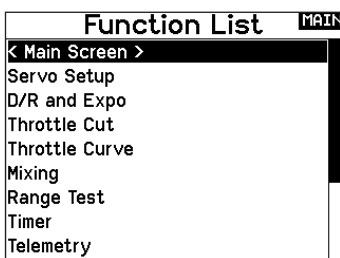 Function List
MAIN
< Main Screen >
Servo Setup
D/R and Expo
Throttle Cut
Throttle Curve
Mixing
Range Test
Timer
Telemetry